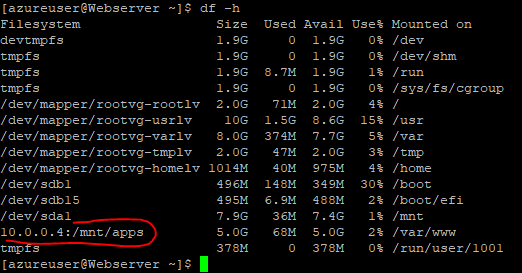 [azureuser@Webserver ~]$ df -h
Filesystem Size Used Avail Use% Mounted on
devtmpfs 1.9G 0 1.9G 0% /dev
tmpfs 1.9G 0 1.9G 0% /dev/shm
tmpfs 1.9G 8.7M 1.9G 1% /run
tmpfs 1.9G 0 1.9G 0% /sys/fs/cgroup
/dev/mapper/rootvg-rootlv 2.0G 71M 2.0G 4% /
/dev/mapper/rootvg-usrlv 10G 1.5G 8.6G 15% /usr
/dev/mapper/rootvg-varlv 8.0G 374M 7.7G 5% /var
/dev/mapper/rootvg-tmplv 2.0G 47M 2.0G 3% /tmp
/dev/mapper/rootvg-homelv 1014M 40M 975M 4% /home
/dev/sdb1 496M 148M 349M 30% /boot
/dev/sdb15 495M 6.9M 488M 2% /boot/efi
/dev/sda1 7.9G 36M 7.4G 1% /mnt
10.0.0.4:/mnt/apps 5.0G 68M 5.0G 2% /var/www
tmpfs 378M 0 378M 0% /run/user/1001
[azureuser@Webserver ~]$